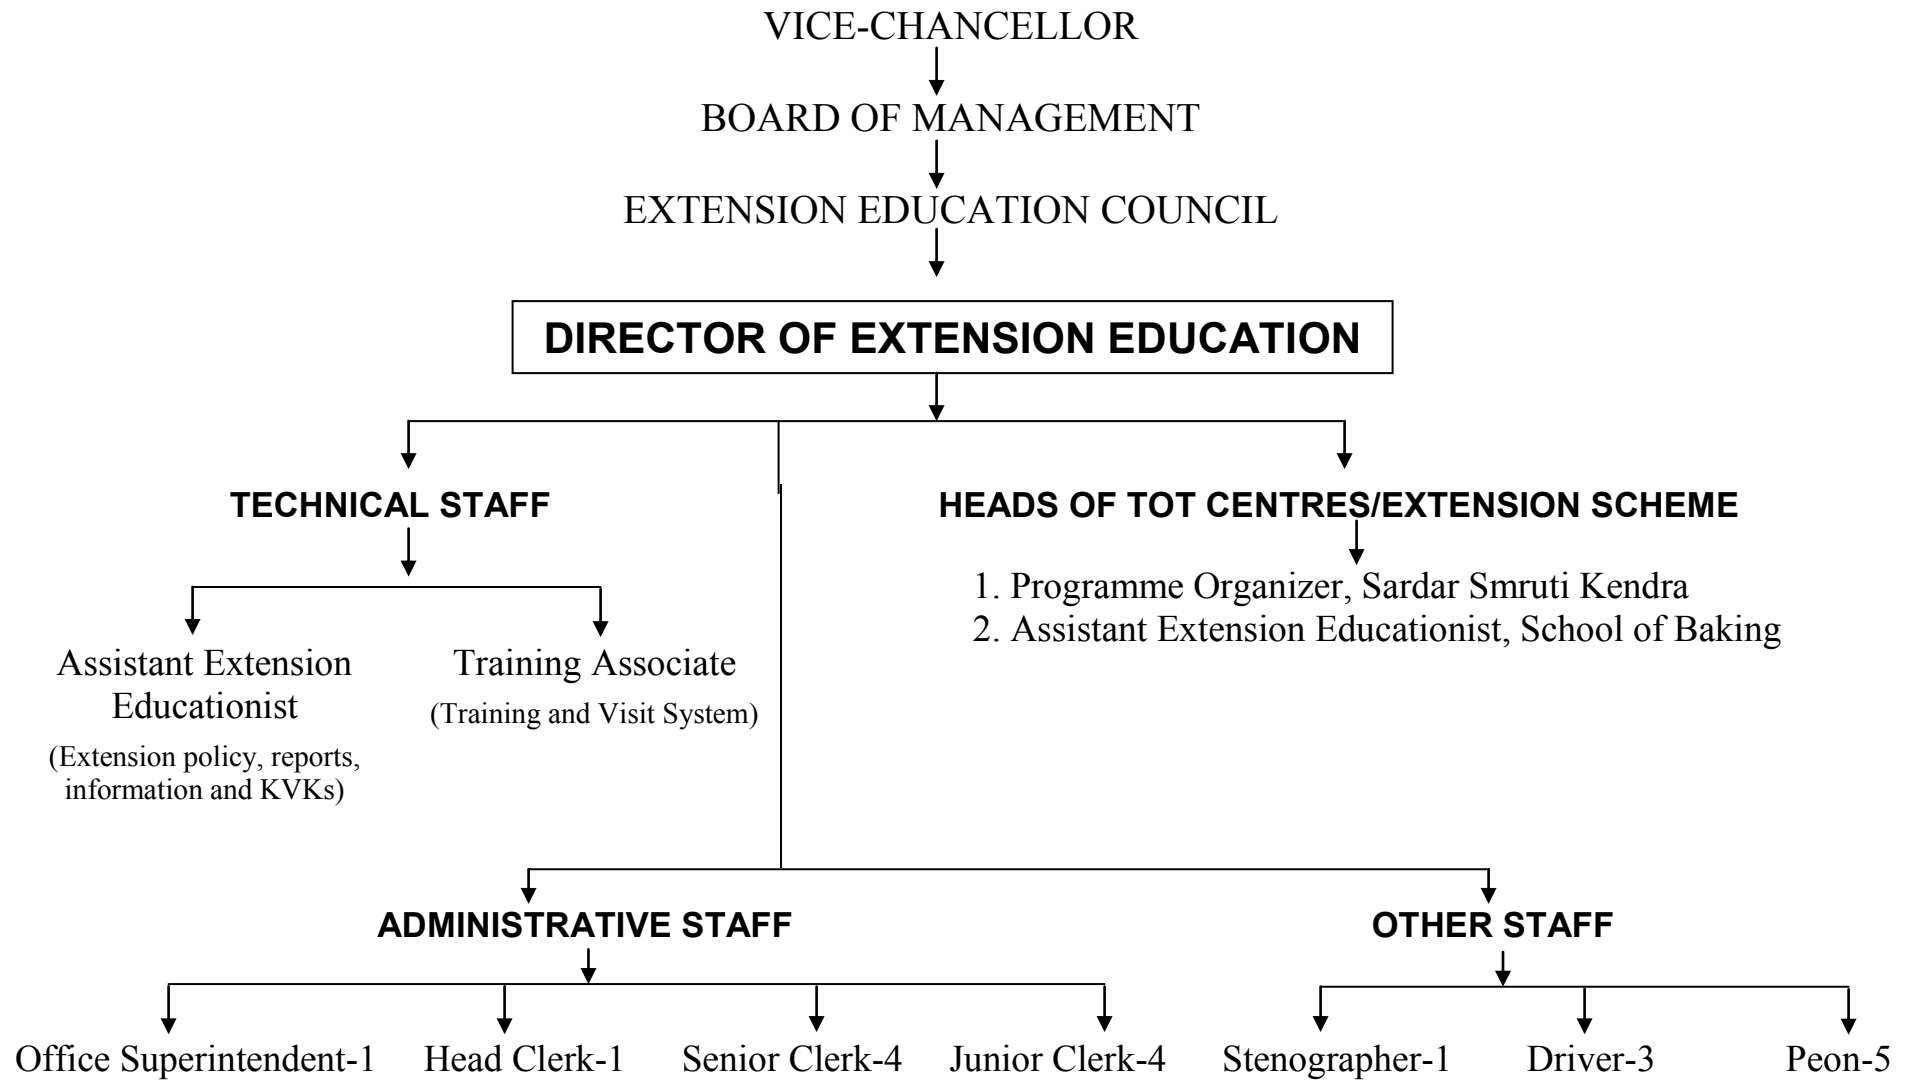 VICE-CHANCELLOR
BOARD OF MANAGEMENT
EXTENSION EDUCATION COUNCIL
DIRECTOR OF EXTENSION EDUCATION
TECHNICAL STAFF
HEADS OF TOT CENTRES/EXTENSION SCHEME
1. Programme Organizer, Sardar Smruti Kendra
2. Assistant Extension Educationist, School of Baking
Assistant Extension
Educationist
(Extension policy, reports,
information and KVKs)
Training Associate
(Training and Visit System)
ADMINISTRATIVE STAFF
OTHER STAFF
Office Superintendent-1
Head Clerk-1
Senior Clerk-4
Junior Clerk-4
Stenographer-1
Driver-3
Peon-5